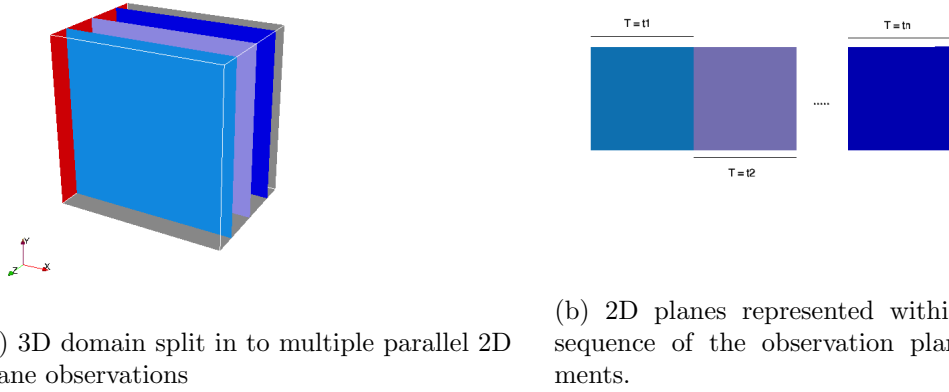 T = t1
T = tn
.....
T = t2
Y
Z
X
) 3D domain split in to multiple parallel 2D
ane observations
(b) 2D planes represented withi
sequence of the observation plan
ments.